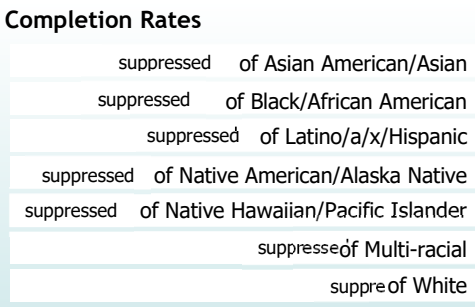 Completion Rates
suppressed of Asian American/Asian
suppressed of Black/African American
suppressed of Latino/a/x/Hispanic
suppressed of Native American/Alaska Native
suppressed of Native Hawaiian/Pacific Islander
suppresse of Multi-racial
suppre of White